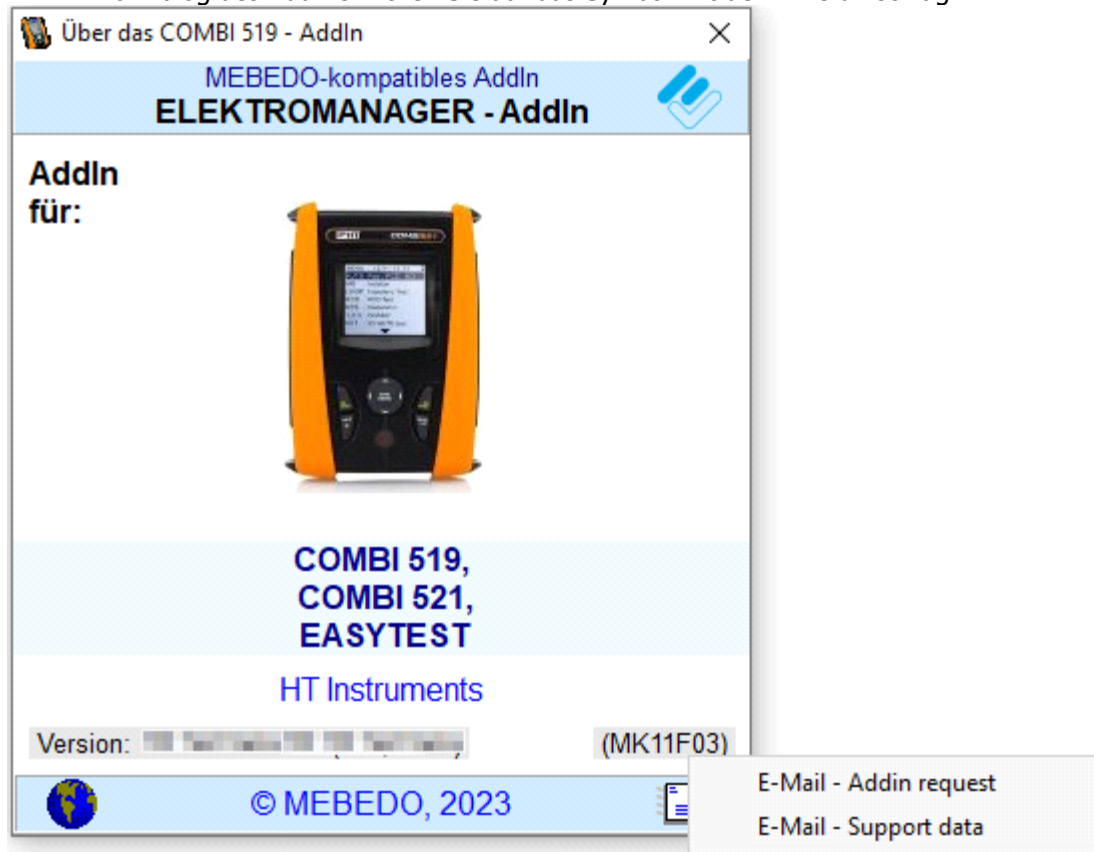 Über das COMBI 519 - AddIn
MEBEDO-kompatibles AddIn
ELEKTROMANAGER - AddIn
AddIn
für:
COMBI 519,
COMBI 521,
EASYTEST
HT Instruments
Version:
(MK11F03)
© MEBEDO, 2023
E-Mail - Addin request
E-Mail - Support data